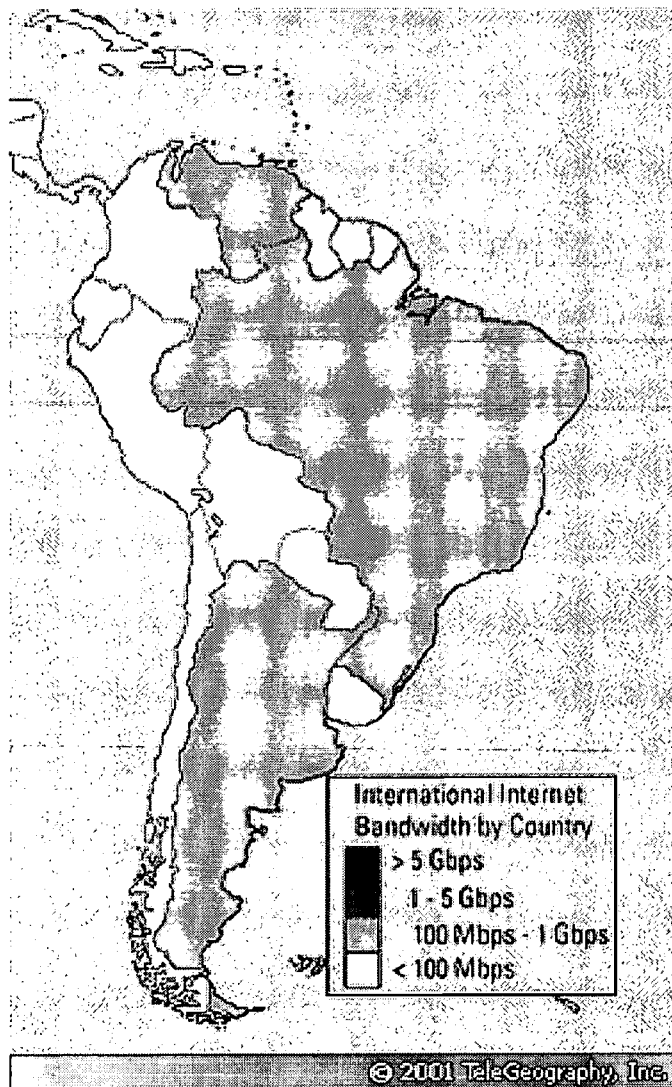 International Internet
Bandwidth by Country
> 5 Gbps
1 - 5 Gbps
100 Mbps - 1 Gbps
< 100 Mbps
© 2001 TeleGeography, Inc.